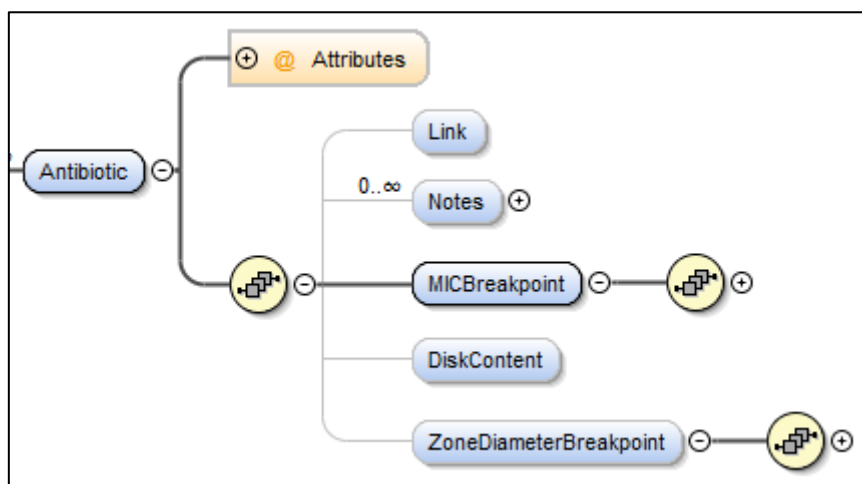 @ Attributes
Link
Antibiotic
0..∞
Notes
MICBreakpoint
DiskContent
ZoneDiameterBreakpoint